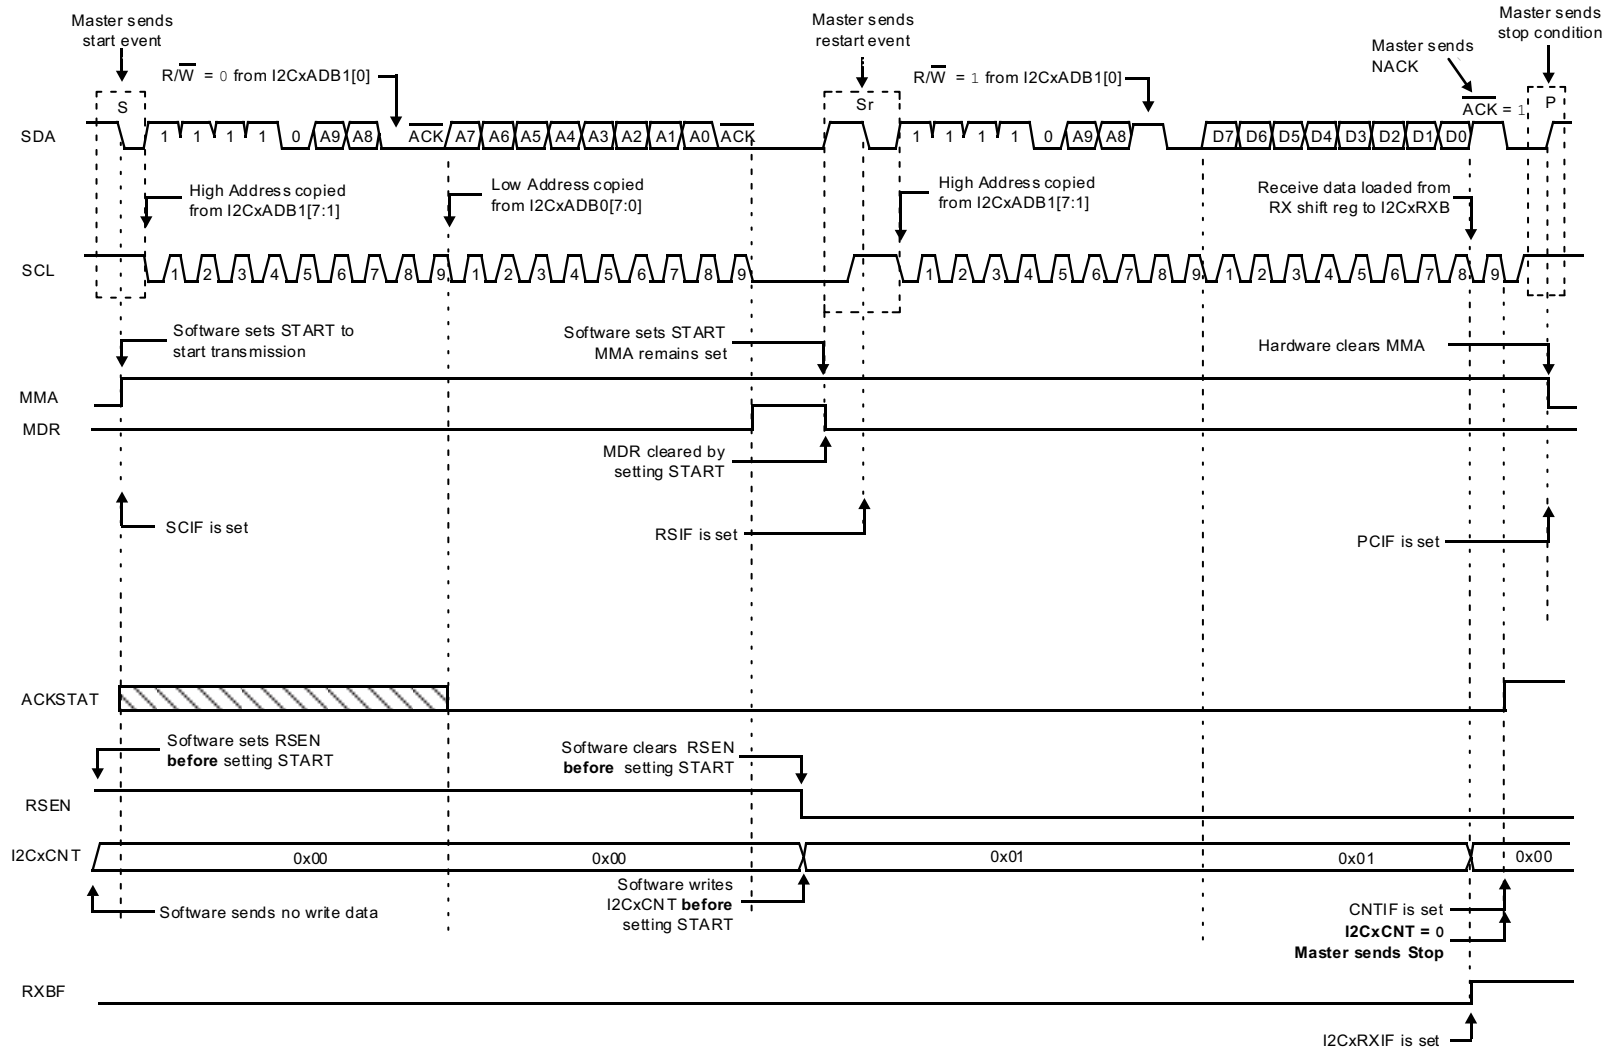 Master sends
start event
Master sends
restart event
Master sends
stop condition
Master sends
NACK
R/W = 0 from I2CxADB1[0]
R/W = 1 from I2CxADB1[0]
ACK = 1
S
Sr
P
SDA
1 1 1 1 0 A9 A8 ACK A7 A6 A5 A4 A3 A2 A1 A0 ACK 1 1 1 1 0 A9 A8 D7 D6 D5 D4 D3 D2 D1 D0
High Address copied
from I2CxADB1[7:1]
Low Address copied
from I2CxADB0[7:0]
High Address copied
from I2CxADB1[7:1]
Receive data loaded from
RX shift reg to I2CxRXB
SCL
1 2 3 4 5 6 7 8 9 1 2 3 4 5 6 7 8 9 1 2 3 4 5 6 7 8 9 1 2 3 4 5 6 7 8 9
Software sets START to
start transmission
Software sets START
MMA remains set
Hardware clears MMA
MMA
MDR
MDR cleared by
setting START
SCIF is set
RSIF is set
PCIF is set
ACKSTAT
Software sets RSEN
before setting START
Software clears RSEN
before setting START
RSEN
I2CxCNT
0x00 0x00 0x01 0x01 0x00
Software sends no write data
Software writes
I2CxCNT before
setting START
CNTIF is set
I2CxCNT = 0
Master sends Stop
RXBF
I2CxRXIF is set